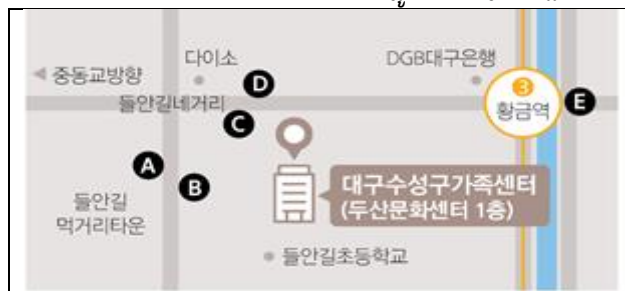 다이소
DGB대구은행
중동교방향
D
3
들안길네거리
황금역
E
C
A
대구수성구가족센터
B
(두산문화센터 1층)
들안길
먹거리타운
들안길초등학교